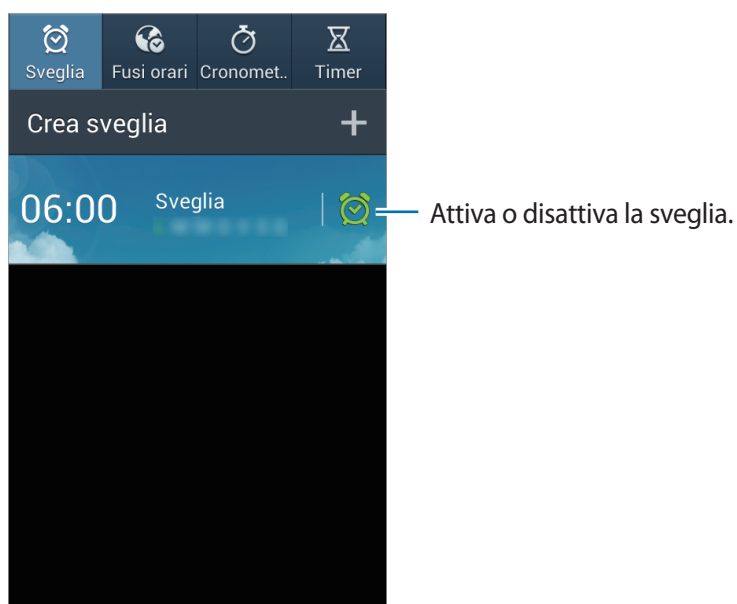 Sveglia
Fusi orari
Cronomet..
Timer
Crea sveglia
06:00
Sveglia
Attiva o disattiva la sveglia.